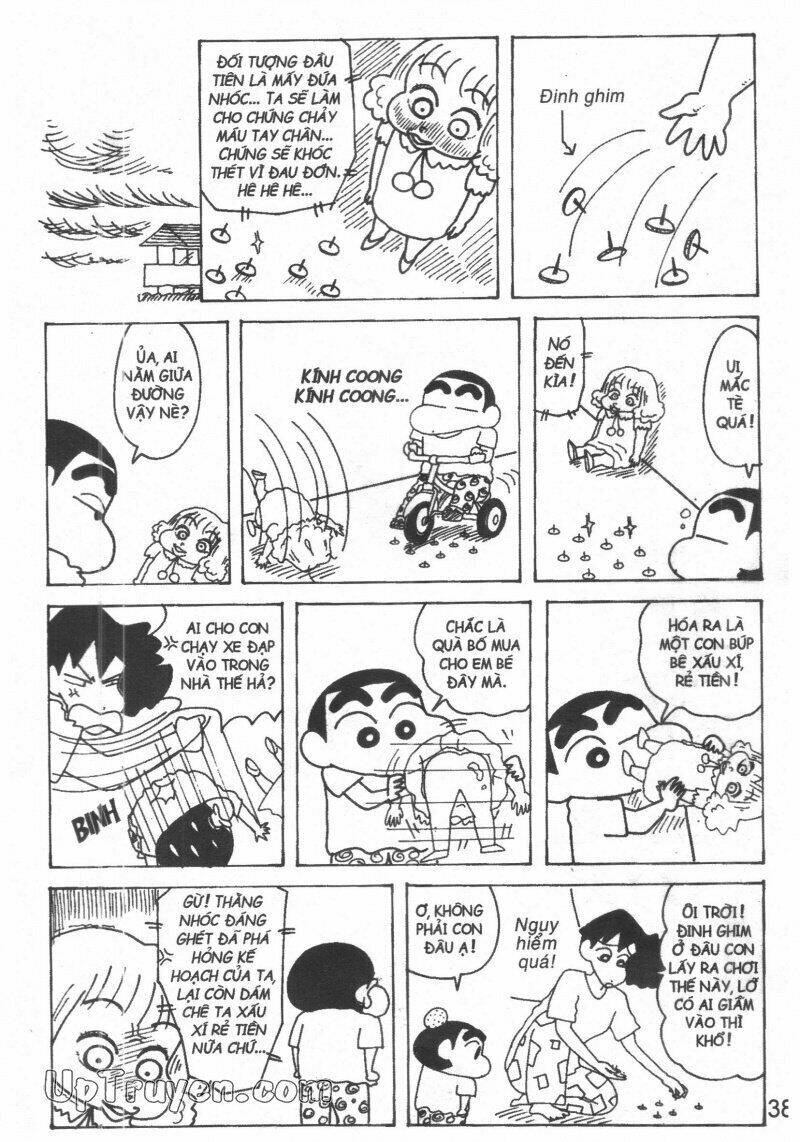 Đinh ghim
ĐỐI TƯỢNG ĐẦU
TIÊN LÀ MẤY ĐỨA
NHÓC... TA SẼ LÀM
CHO CHÚNG CHẢY
MÁU TAY CHÂN...
CHÚNG SẼ KHÓC
THÉT VÌ ĐAU ĐỚN.
HÊ HÊ HÊ...
UI,
MẮC
TÈ
QUÁ!
NÓ
ĐẾN
KÌA!
KÍNH COONG
KÍNH COONG...
ỦA, AI
NẰM GIỮA
ĐƯỜNG
VẬY NÈ?
HÓA RA LÀ
MỘT CON BÚP
BÊ XẤU XÍ,
RẺ TIỀN!
CHẮC LÀ
QUÀ BỐ MUA
CHO EM BÉ
ĐÂY MÀ.
AI CHO CON
CHẠY XE ĐẠP
VÀO TRONG
NHÀ THẾ HẢ?
BINH
ÔI TRỜI!
ĐINH GHIM
Ở ĐÂU CON
LẤY RA CHƠI
THẾ NÀY, LỠ
CÓ AI GIẪM
VÀO THÌ
KHỔ!
Nguy
hiểm
quá!
Ơ, KHÔNG
PHẢI CON
ĐÂU Ạ!
GỪ! THẰNG
NHÓC ĐÁNG
GHÉT ĐÃ PHÁ
HỎNG KẾ
HOẠCH CỦA TA,
LẠI CÒN DÁM
CHÊ TA XẤU
XÍ RẺ TIỀN
NỮA CHỨ...
UpTruyen.com
38